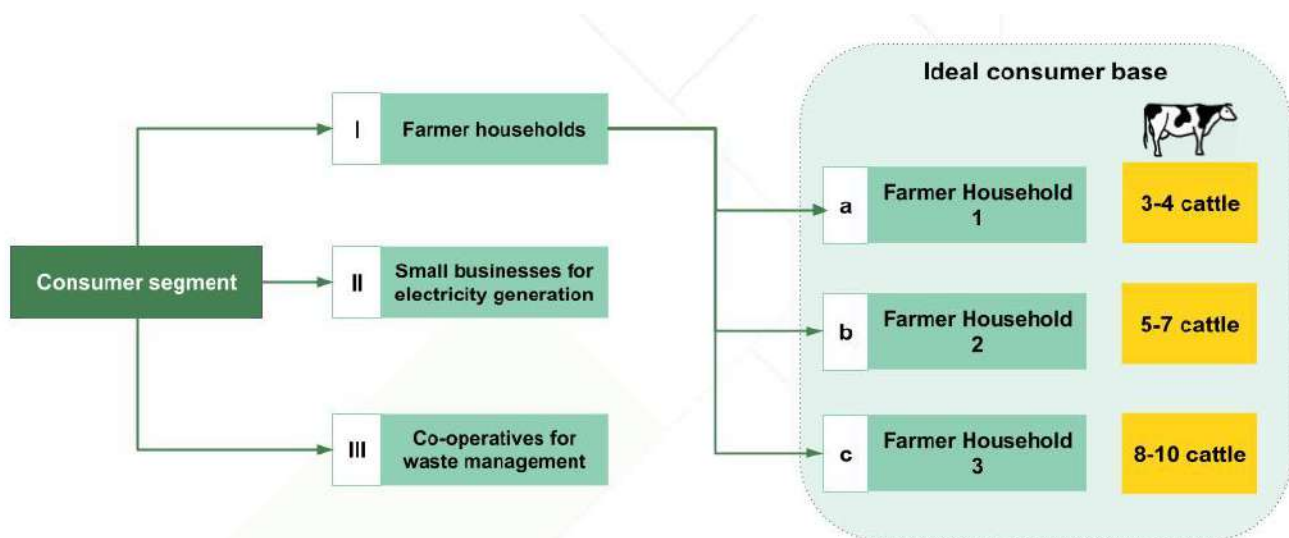 Ideal consumer base
I
Farmer households
a
Farmer Household
1
3-4 cattle
Consumer segment
II
Small businesses for
electricity generation
b
Farmer Household
2
5-7 cattle
III
Co-operatives for
waste management
c
Farmer Household
3
8-10 cattle